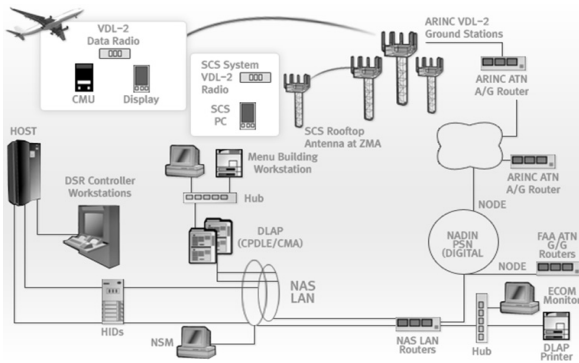 VDL-2
Data Radio
CMU
Display
SCS System
VDL-2
Radio
SCS
PC
ARINC VDL-2
Ground Stations
ARINC ATN
A/G Router
SCS Rooftop
Antenna at ZMA
HOST
DSR Controller
Workstations
Menu Building
Workstation
Hub
ARINC ATN
A/G Router
NODE
DLAP
(CPDLE/CMA)
NADIN
PSN
(DIGITAL
FAA ATN
G/G
Routers
NODE
NAS
LAN
ECOM
Monitor
HIDs
NSM
NAS LAN
Routers
Hub
DLAP
Printer